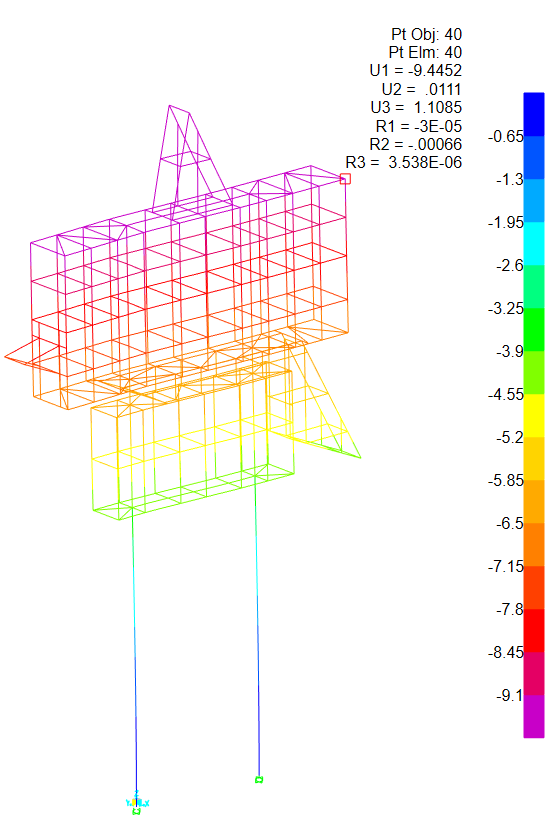 Pt Obj: 40
Pt Elm: 40
U1 = -9.4452
U2 = .0111
U3 = 1.1085
R1 = -3E-05
R2 = -.00066
R3 = 3.538E-06
-0.65
-1.3
-1.95
-2.6
-3.25
-3.9
-4.55
-5.2
-5.85
-6.5
-7.15
-7.8
-8.45
-9.1